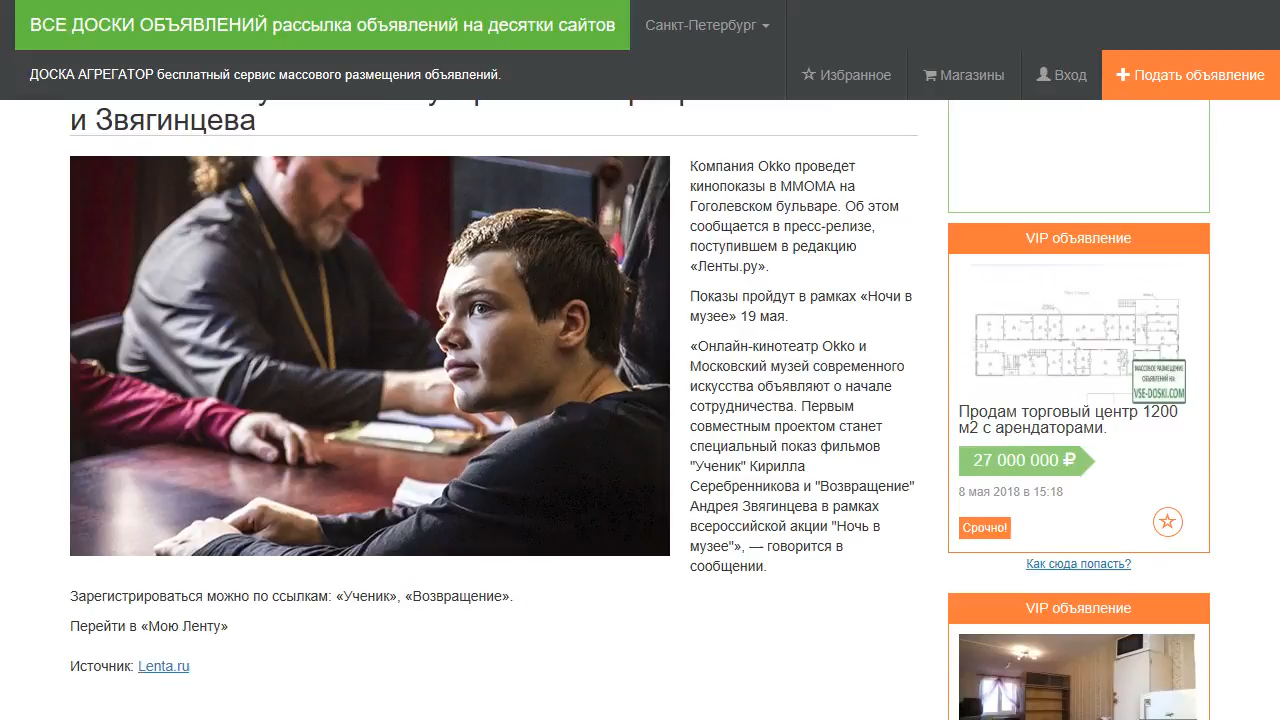 ВСЕ ДОСКИ ОБЪЯВЛЕНИЙ рассылка объявлений на десятки сайтов
Санкт-Петербург
ДОСКА АГРЕГАТОР бесплатный сервис массового размещения объявлений.
Избранное
Магазины
Вход
Подать объявление
и Звягинцева
Компания Okko проведет
кинопоказы в ММОМА на
Гоголевском бульваре. Об этом
сообщается в пресс-релизе,
поступившем в редакцию
«Ленты.ру».
Показы пройдут в рамках «Ночи в
музее» 19 мая.
«Онлайн-кинотеатр Okko и
Московский музей современного
искусства объявляют о начале
сотрудничества. Первым
совместным проектом станет
специальный показ фильмов
"Ученик" Кирилла
Серебренникова и "Возвращение"
Андрея Звягинцева в рамках
всероссийской акции "Ночь в
музее"», — говорится в
сообщении.
Зарегистрироваться можно по ссылкам: «Ученик», «Возвращение».
Перейти в «Мою Ленту»
Источник: Lenta.ru
VIP объявление
МАССОВОЕ РАЗМЕЩЕНИЕ
ОБЪЯВЛЕНИЙ НА:
VSE-DOSKI.COM
Продам торговый центр 1200
м2 с арендаторами.
27 000 000 ₽
8 мая 2018 в 15:18
Срочно!
Как сюда попасть?
VIP объявление